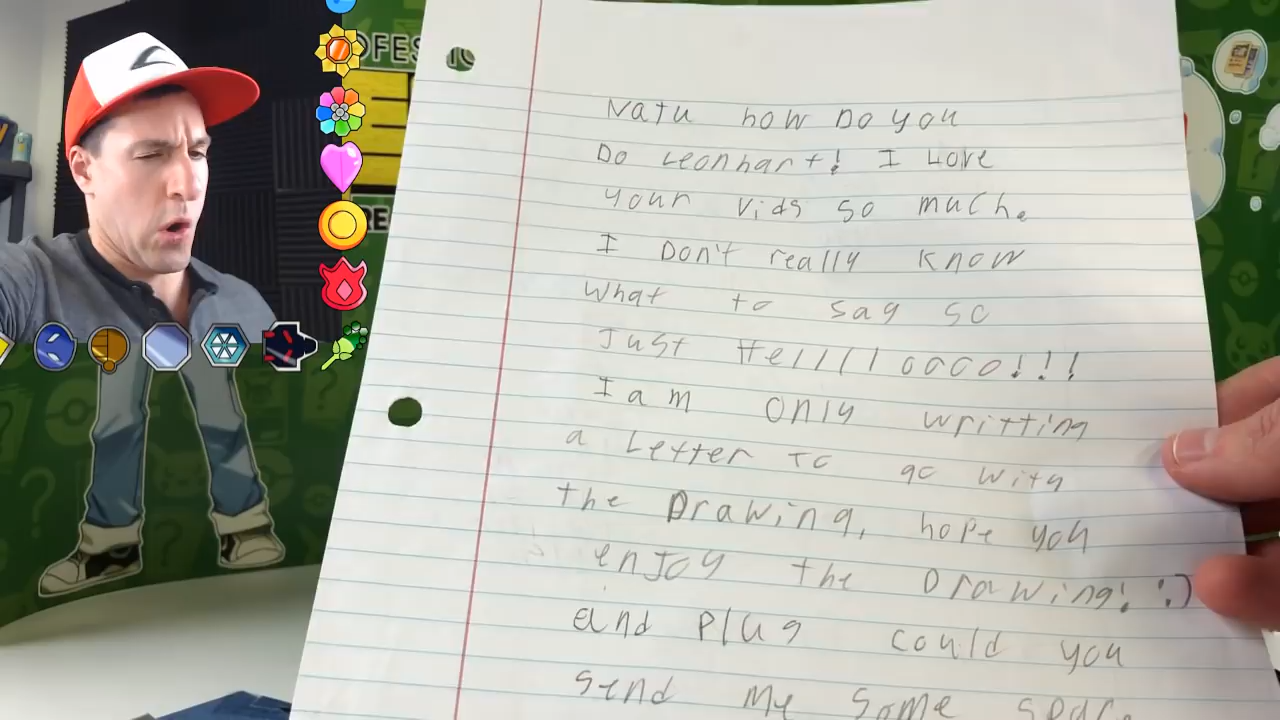 Natu how Do you
Do Leonhart! I Love
your vids so much.
I Don't really know
what to say so
Just Hellllloooo!!!
I am only writting
a Letter To go with
the Drawing, hope you
enjoy the Drawing! :)
and plus could you
send me some